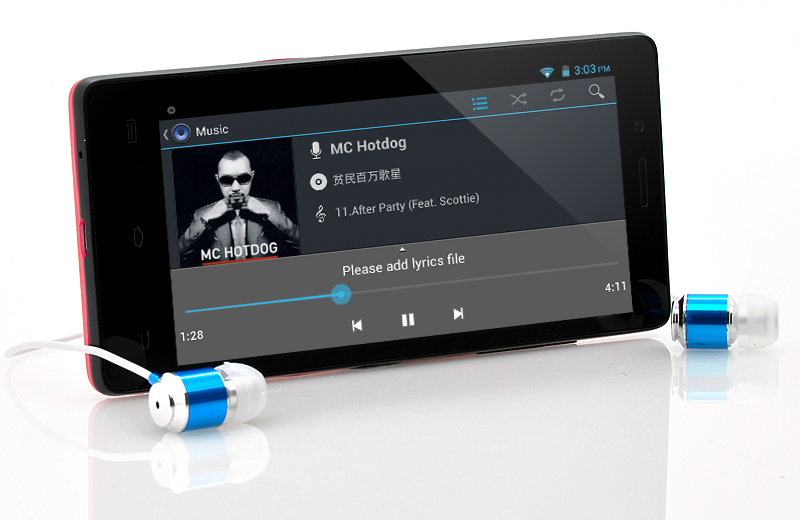 3:03 PM
Music
MC Hotdog
贫民百万歌星
11.After Party (Feat. Scottie)
MC HOTDOG
Please add lyrics file
1:28
4:11